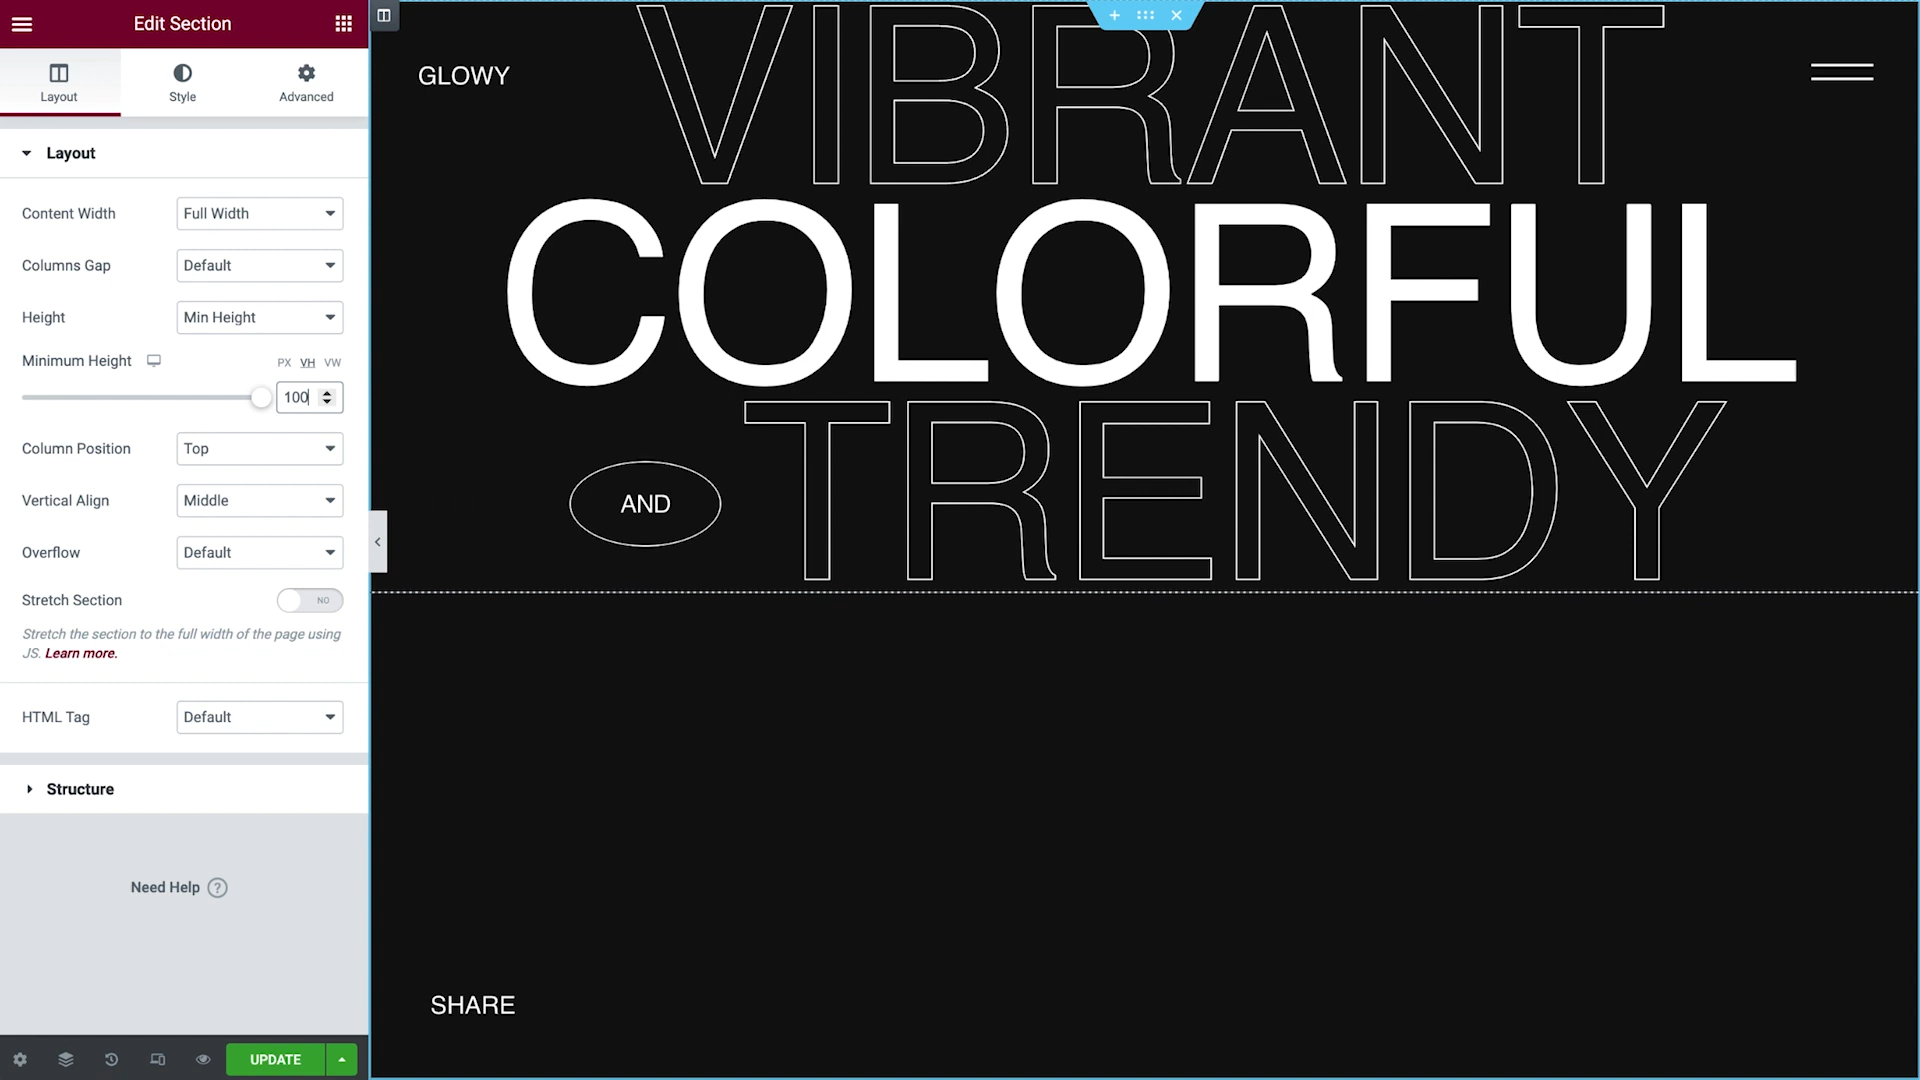 Edit Section
Layout
Style
Advanced
Layout
Content Width
Full Width
Columns Gap
Default
Height
Min Height
Minimum Height
PX VH VW
100
Column Position
Top
Vertical Align
Middle
Overflow
Default
Stretch Section
NO
Stretch the section to the full width of the page using
JS. Learn more.
HTML Tag
Default
Structure
Need Help ?
UPDATE
GLOWY
VIBRANT
COLORFUL
AND
TRENDY
SHARE